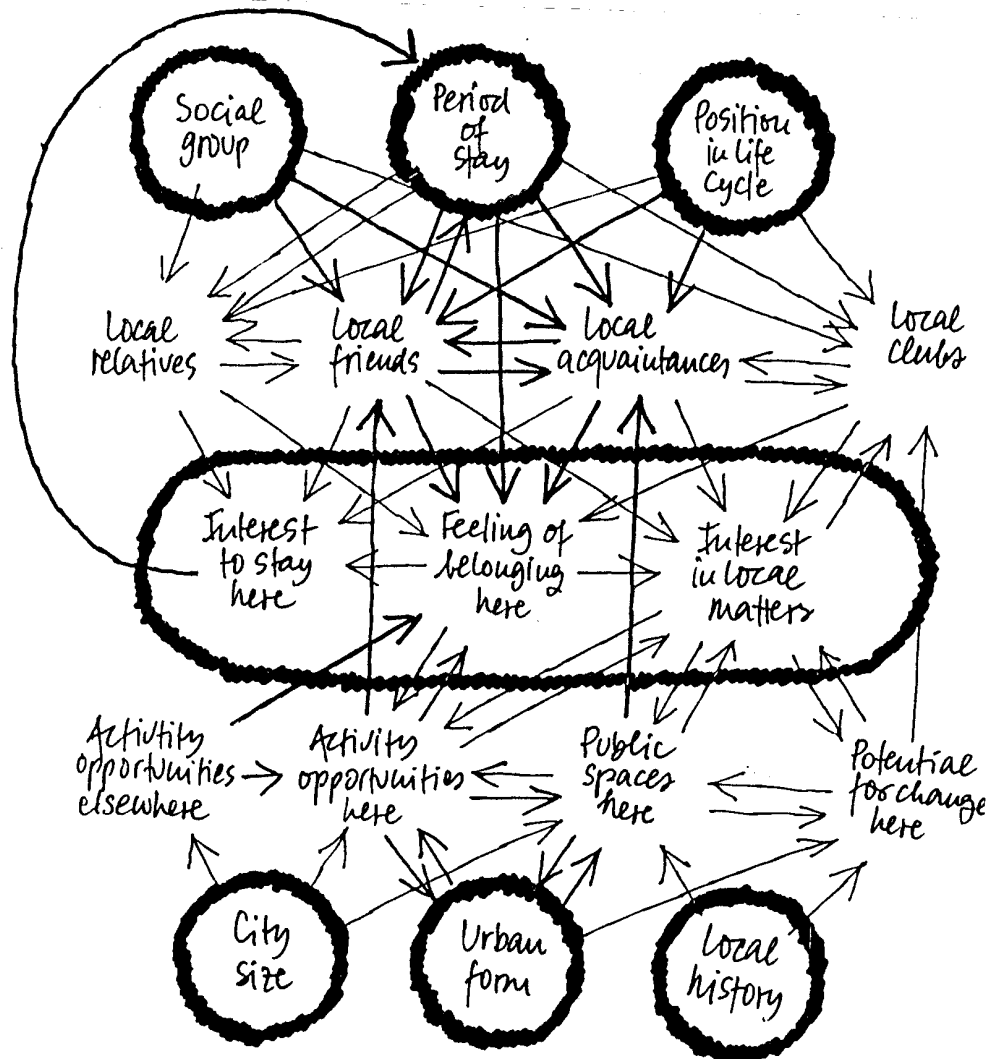 Social
group
Period
of
stay
Position
in life
cycle
Local
relatives
Local
friends
Local
acquaintances
Local
clubs
Interest
to stay
here
Feeling of
belonging
here
Interest
in local
matters
Activtity
opportunities
elsewhere
Activity
opportunities
here
Public
spaces
here
Potential
for change
here
City
size
Urban
form
Local
history